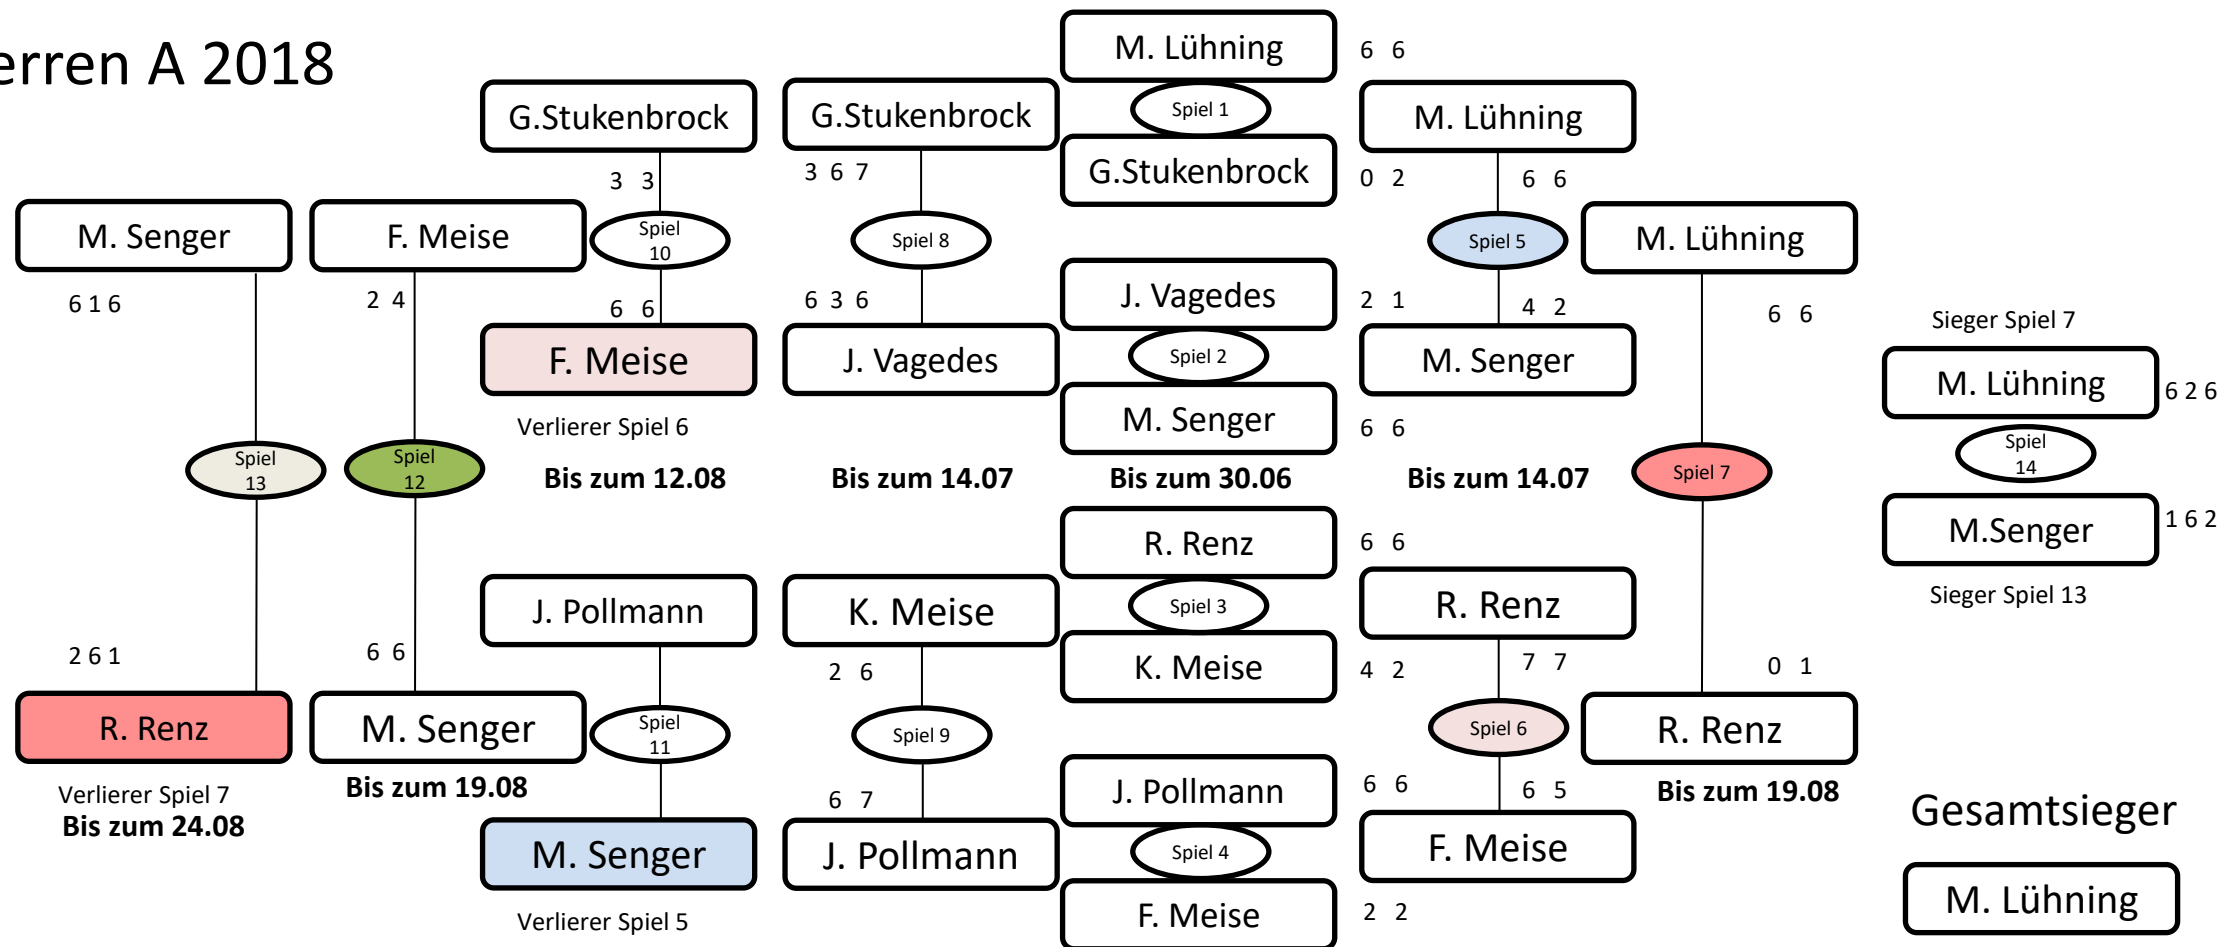 erren A 2018
M. Senger
6 1 6
Spiel
13
2 6 1
R. Renz
Verlierer Spiel 7
Bis zum 24.08
F. Meise
2 4
Spiel
12
6 6
M. Senger
Bis zum 19.08
G.Stukenbrock
3 3
Spiel
10
6 6
F. Meise
Verlierer Spiel 6
Bis zum 12.08
J. Pollmann
Spiel
11
M. Senger
Verlierer Spiel 5
G.Stukenbrock
3 6 7
Spiel 8
6 3 6
J. Vagedes
Bis zum 14.07
K. Meise
2 6
Spiel 9
6 7
J. Pollmann
M. Lühning
6 6
Spiel 1
G.Stukenbrock
0 2
J. Vagedes
2 1
Spiel 2
M. Senger
6 6
Bis zum 30.06
R. Renz
6 6
Spiel 3
K. Meise
4 2
J. Pollmann
6 6
Spiel 4
F. Meise
2 2
M. Lühning
6 6
Spiel 5
4 2
M. Senger
Bis zum 14.07
R. Renz
7 7
Spiel 6
6 5
F. Meise
M. Lühning
6 6
Spiel 7
0 1
R. Renz
Bis zum 19.08
Sieger Spiel 7
M. Lühning
6 2 6
Spiel
14
M.Senger
1 6 2
Sieger Spiel 13
Gesamtsieger
M. Lühning